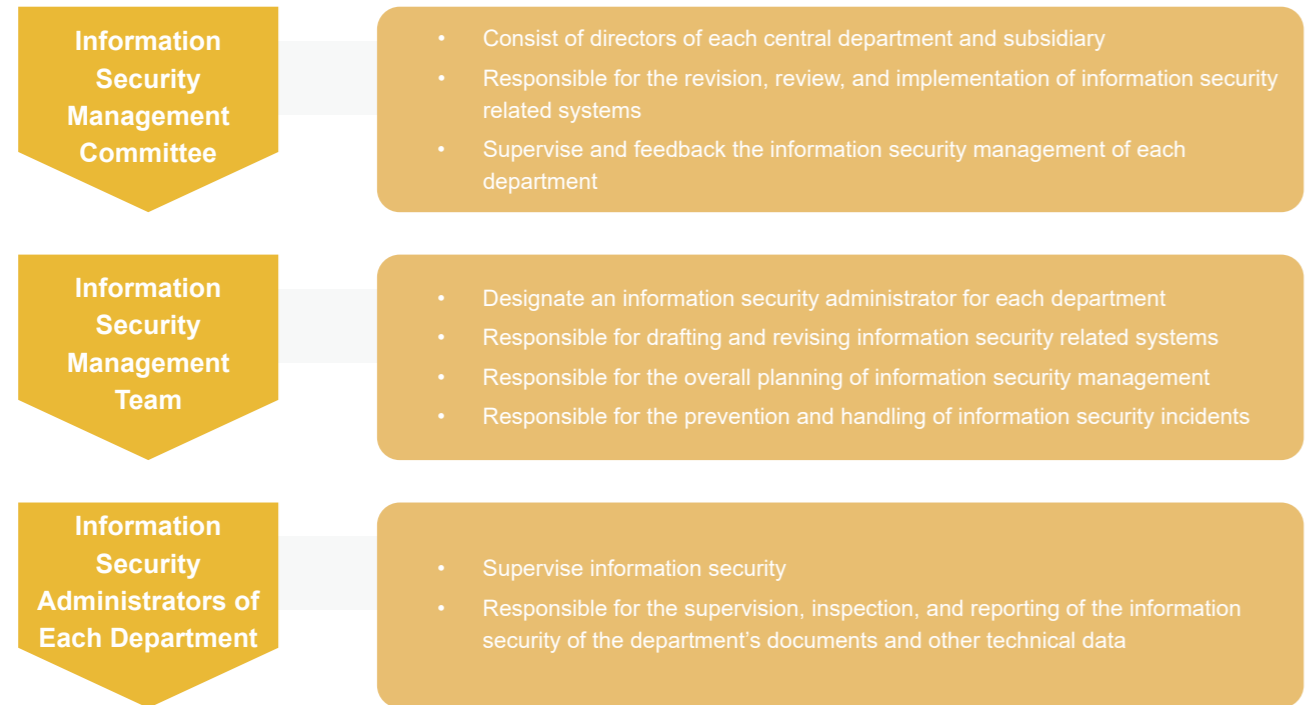 Information
Security
Management
Committee
• Consist of directors of each central department and subsidiary
• Responsible for the revision, review, and implementation of information security
related systems
• Supervise and feedback the information security management of each
department
Information
Security
Management
Team
• Designate an information security administrator for each department
• Responsible for drafting and revising information security related systems
• Responsible for the overall planning of information security management
• Responsible for the prevention and handling of information security incidents
Information
Security
Administrators of
Each Department
• Supervise information security
• Responsible for the supervision, inspection, and reporting of the information
security of the department’s documents and other technical data